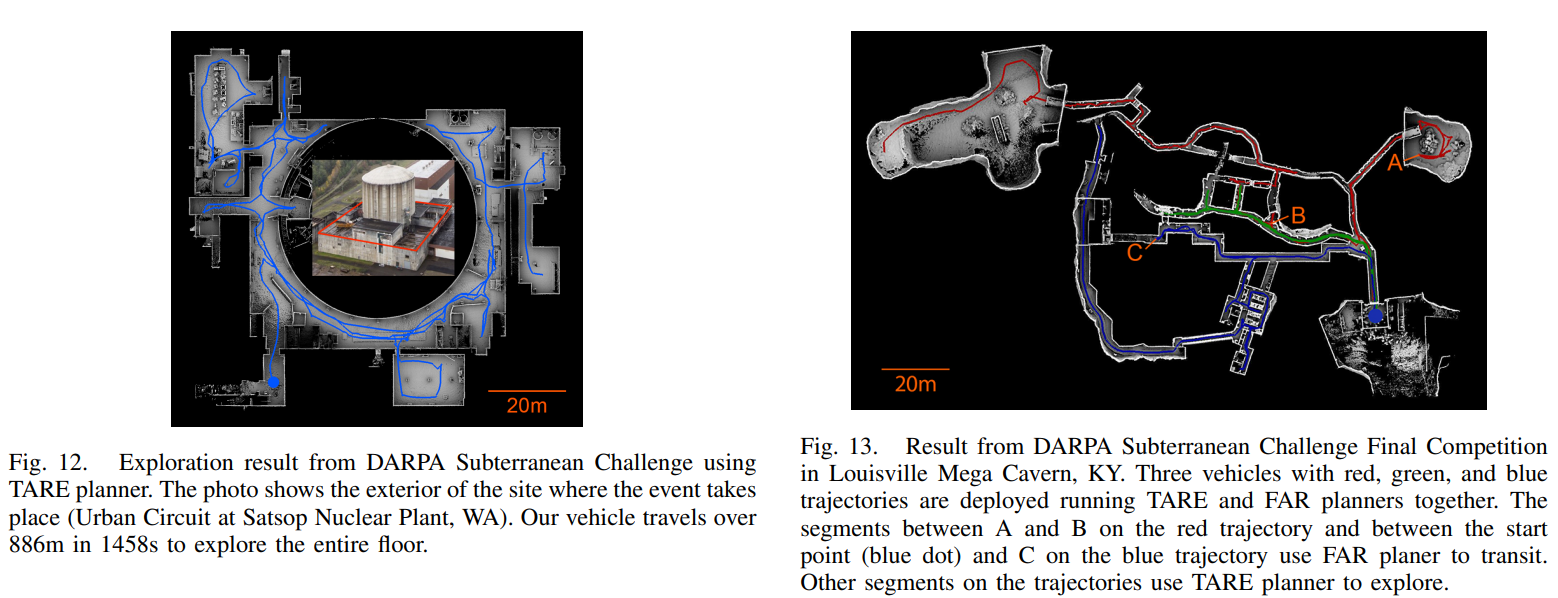 20m
Fig. 12. Exploration result from DARPA Subterranean Challenge using
TARE planner. The photo shows the exterior of the site where the event takes
place (Urban Circuit at Satsop Nuclear Plant, WA). Our vehicle travels over
886m in 1458s to explore the entire floor.
A
B
C
20m
Fig. 13. Result from DARPA Subterranean Challenge Final Competition
in Louisville Mega Cavern, KY. Three vehicles with red, green, and blue
trajectories are deployed running TARE and FAR planners together. The
segments between A and B on the red trajectory and between the start
point (blue dot) and C on the blue trajectory use FAR planer to transit.
Other segments on the trajectories use TARE planner to explore.